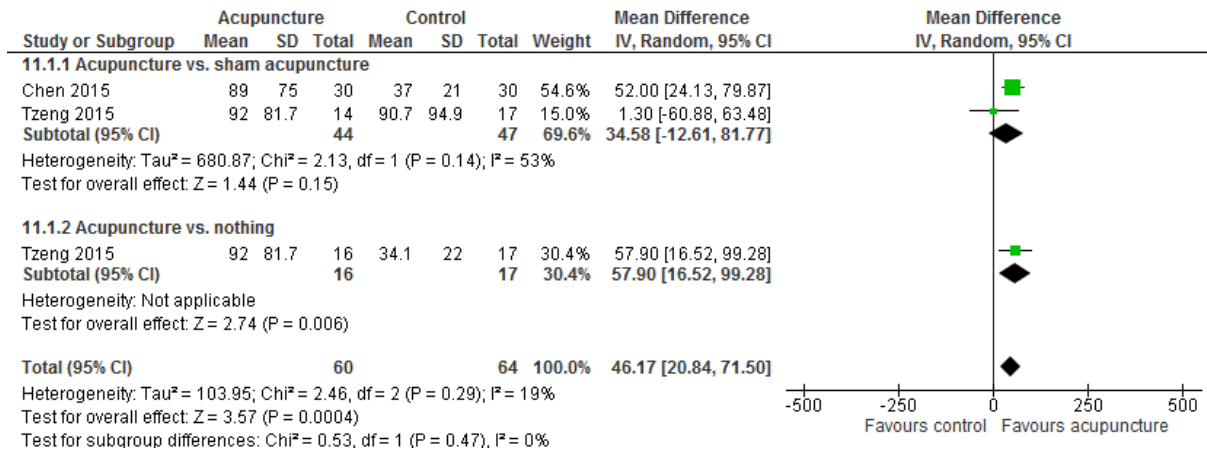 Acupuncture Control Mean Difference Mean Difference
Study or Subgroup Mean SD Total Mean SD Total Weight IV, Random, 95% CI IV, Random, 95% CI
11.1.1 Acupuncture vs. sham acupuncture
Chen 2015 89 75 30 37 21 30 54.6% 52.00 [24.13, 79.87]
Tzeng 2015 92 81.7 14 90.7 94.9 17 15.0% 1.30 [-60.88, 63.48]
Subtotal (95% CI) 44 47 69.6% 34.58 [-12.61, 81.77]
Heterogeneity: Tau² = 680.87; Chi² = 2.13, df = 1 (P = 0.14); I² = 53%
Test for overall effect: Z = 1.44 (P = 0.15)
11.1.2 Acupuncture vs. nothing
Tzeng 2015 92 81.7 16 34.1 22 17 30.4% 57.90 [16.52, 99.28]
Subtotal (95% CI) 16 17 30.4% 57.90 [16.52, 99.28]
Heterogeneity: Not applicable
Test for overall effect: Z = 2.74 (P = 0.006)
Total (95% CI) 60 64 100.0% 46.17 [20.84, 71.50]
Heterogeneity: Tau² = 103.95; Chi² = 2.46, df = 2 (P = 0.29); I² = 19%
Test for overall effect: Z = 3.57 (P = 0.0004)
Test for subgroup differences: Chi² = 0.53, df = 1 (P = 0.47), I² = 0%
-500 -250 0 250 500
Favours control Favours acupuncture